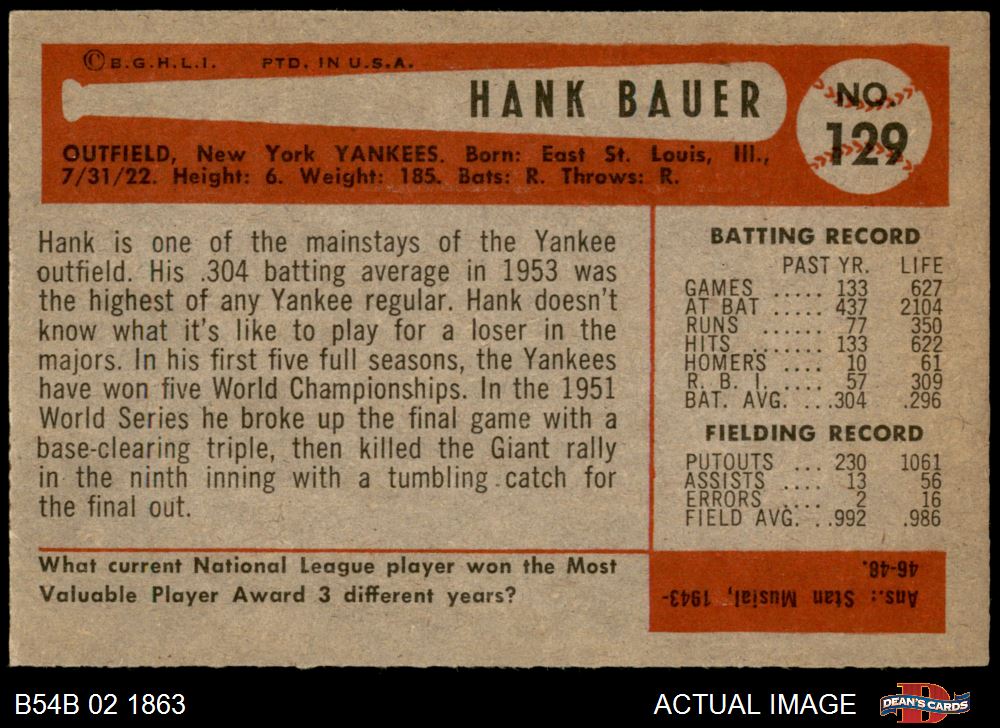 ©B.G.H.L.I. PTD. IN U.S.A.
HANK BAUER
NO.
129
OUTFIELD, New York YANKEES. Born: East St. Louis, Ill.,
7/31/22. Height: 6. Weight: 185. Bats: R. Throws: R.
Hank is one of the mainstays of the Yankee
outfield. His .304 batting average in 1953 was
the highest of any Yankee regular. Hank doesn't
know what it's like to play for a loser in the
majors. In his first five full seasons, the Yankees
have won five World Championships. In the 1951
World Series he broke up the final game with a
base-clearing triple, then killed the Giant rally
in the ninth inning with a tumbling catch for
the final out.
BATTING RECORD
PAST YR. LIFE
GAMES ..... 133 627
AT BAT ..... 437 2104
RUNS ...... 77 350
HITS ....... 133 622
HOMERS .... 10 61
R. B. I. .... 57 309
BAT. AVG. ...304 .296
FIELDING RECORD
PUTOUTS ... 230 1061
ASSISTS .... 13 56
ERRORS .... 2 16
FIELD AVG. ..992 .986
What current National League player won the Most
Valuable Player Award 3 different years?
Ans.: Stan Musial, 1943-
46-48.
B54B 02 1863
ACTUAL IMAGE
DEAN'S CARDS